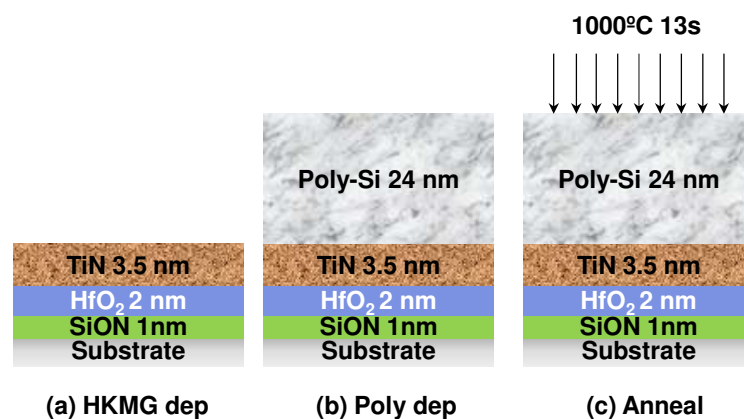 1000ºC 13s
Poly-Si 24 nm
Poly-Si 24 nm
TiN 3.5 nm
TiN 3.5 nm
TiN 3.5 nm
HfO₂ 2 nm
HfO₂ 2 nm
HfO₂ 2 nm
SiON 1nm
SiON 1nm
SiON 1nm
Substrate
Substrate
Substrate
(a) HKMG dep
(b) Poly dep
(c) Anneal